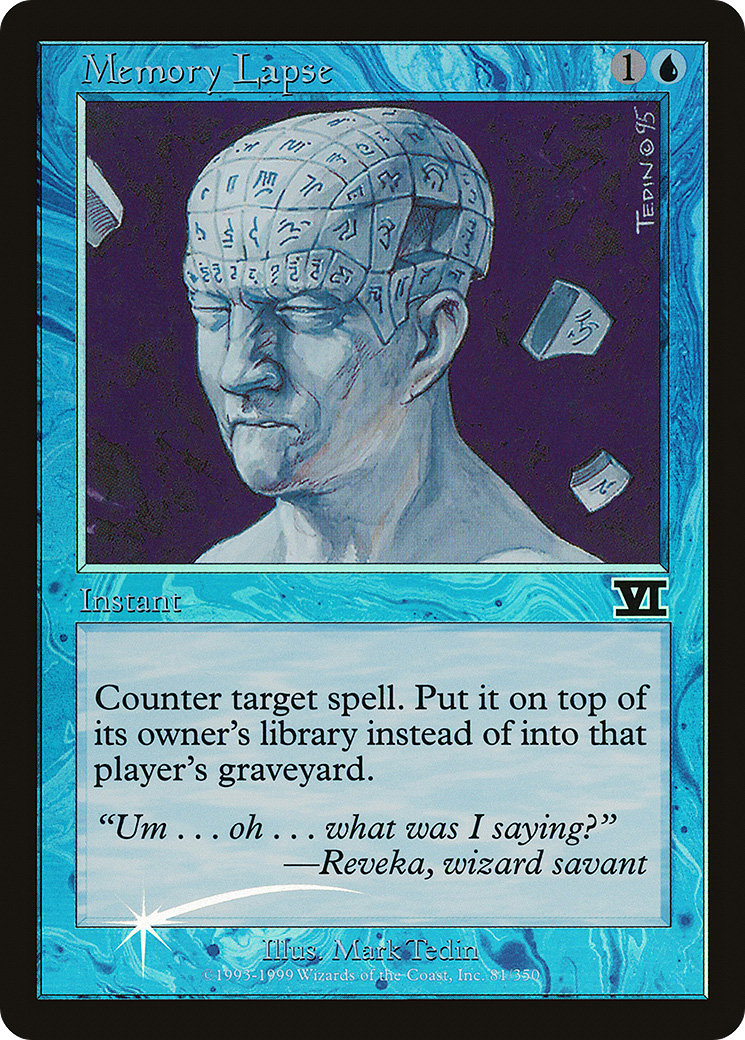 Memory Lapse 1
TEDIN © 95
Instant VI
Counter target spell. Put it on top of
its owner’s library instead of into that
player’s graveyard.
“Um . . . oh . . . what was I saying?”
—Reveka, wizard savant
Illus. Mark Tedin
©1993-1999 Wizards of the Coast, Inc. 81/350